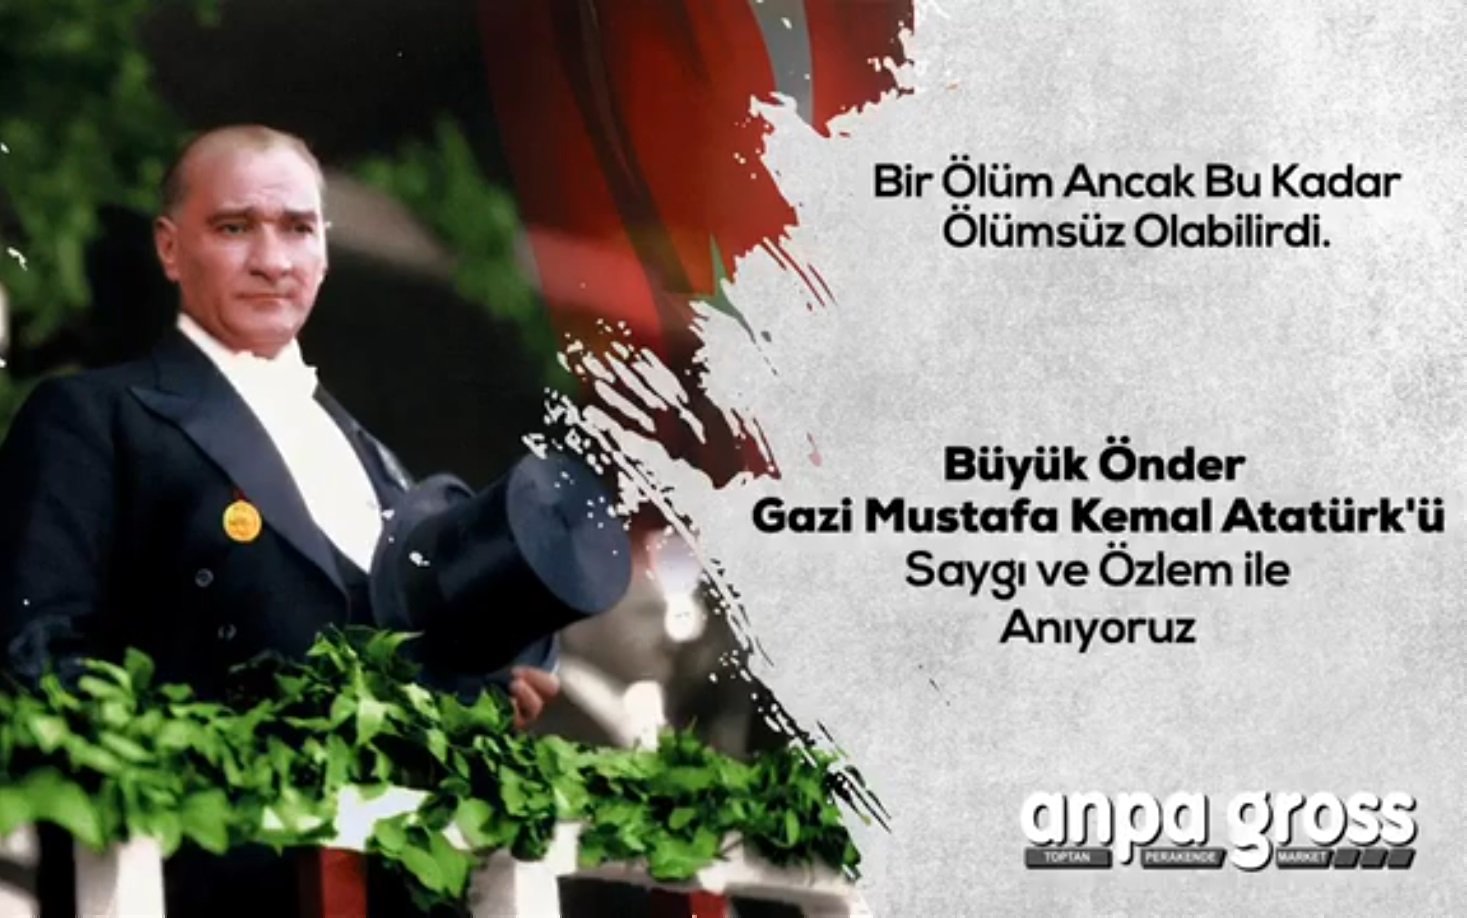 Bir Ölüm Ancak Bu Kadar
Ölümsüz Olabilirdi.
Büyük Önder
Gazi Mustafa Kemal Atatürk'ü
Saygı ve Özlem ile
Anıyoruz
anpa gross
TOPTAN PERAKENDE MARKET